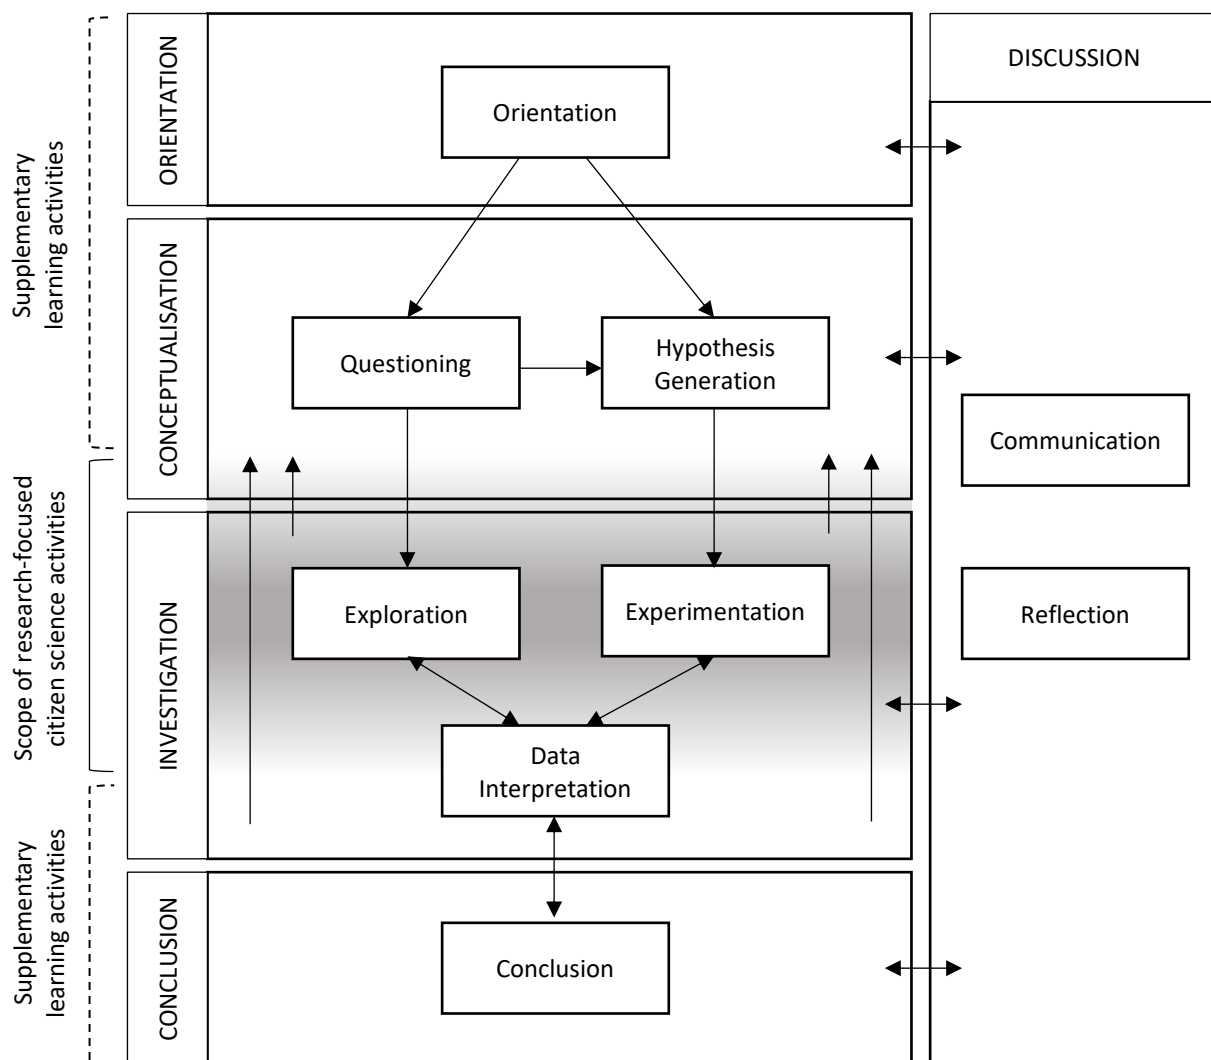 Supplementary
learning activities
Scope of research-focused
citizen science activities
Supplementary
learning activities
ORIENTATION
Orientation
CONCEPTUALISATION
Questioning
Hypothesis
Generation
INVESTIGATION
Exploration
Experimentation
Data
Interpretation
CONCLUSION
Conclusion
DISCUSSION
Communication
Reflection